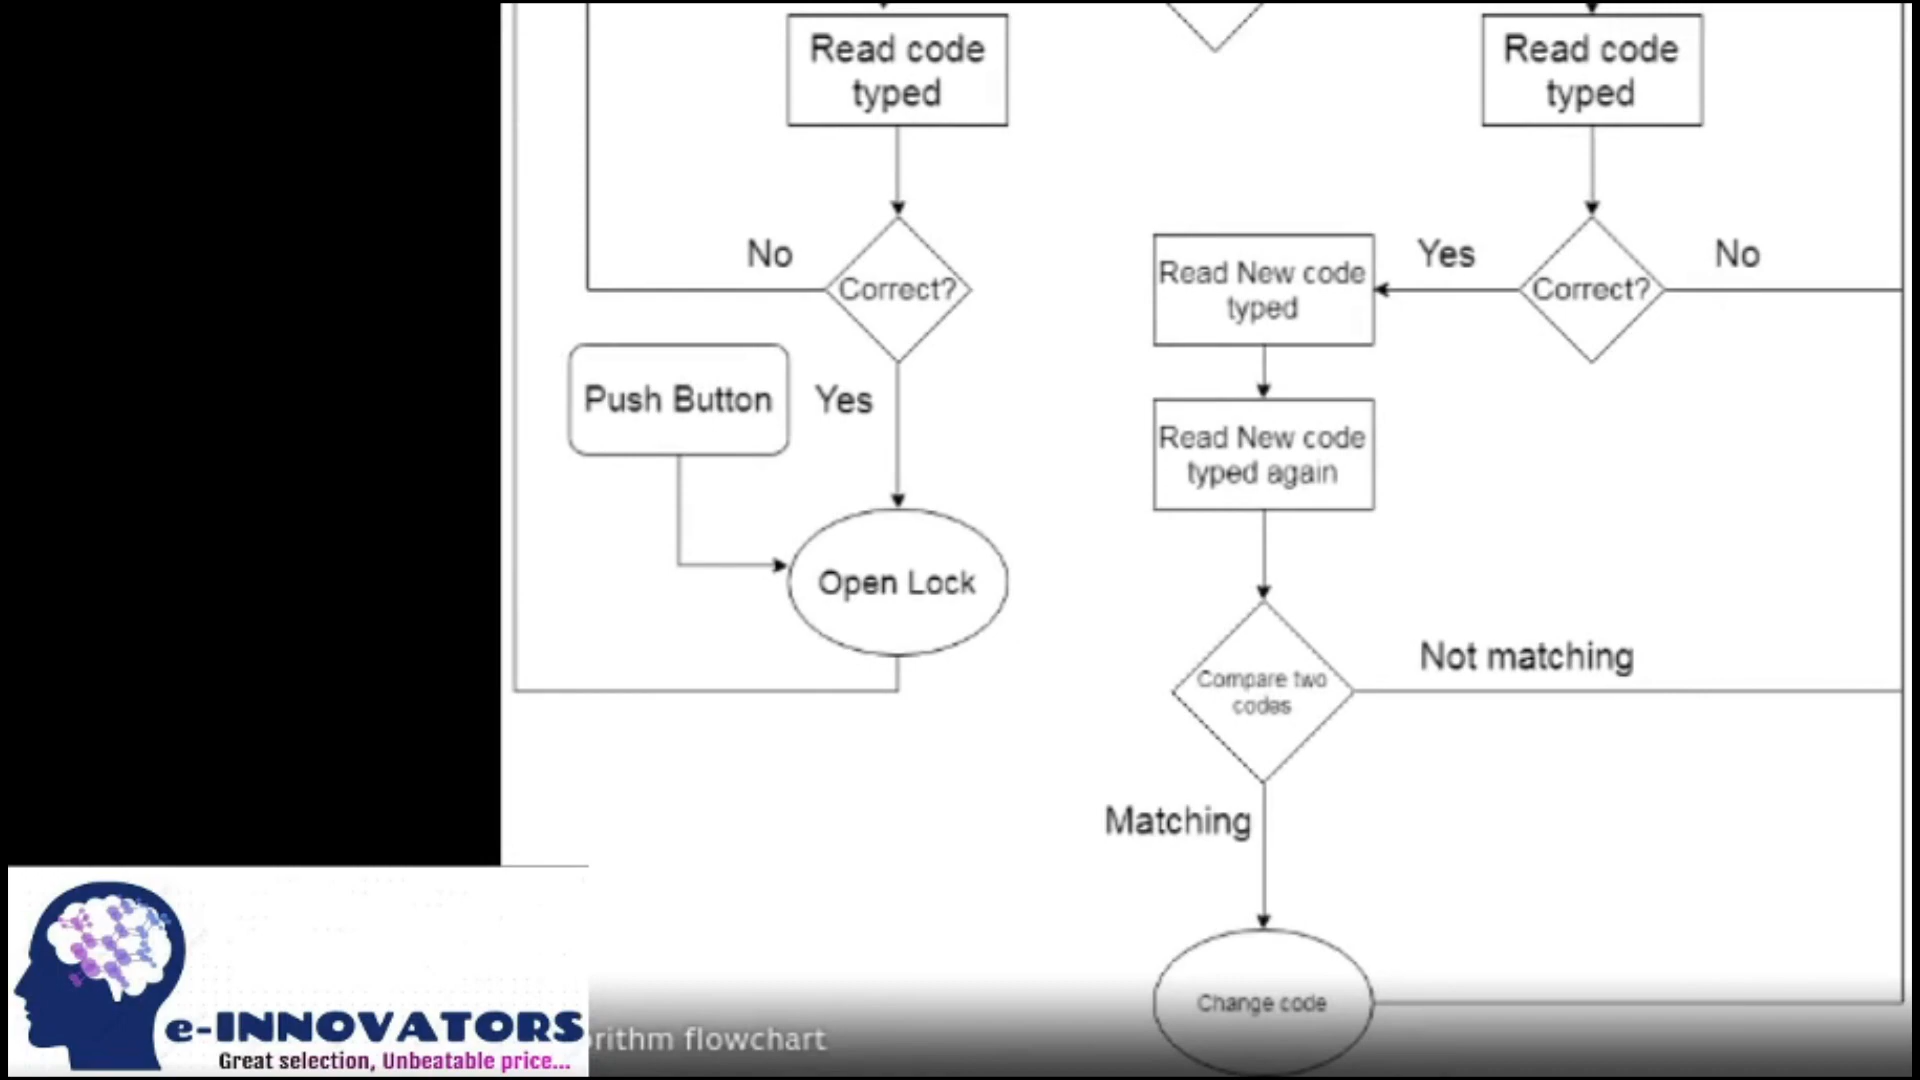 Read code
typed
Read code
typed
No
Correct?
Read New code
typed
Yes
Correct?
No
Push Button
Yes
Read New code
typed again
Open Lock
Compare two
codes
Not matching
Matching
Change code
e-INNOVATORS
Great selection, Unbeatable price...
rithm flowchart